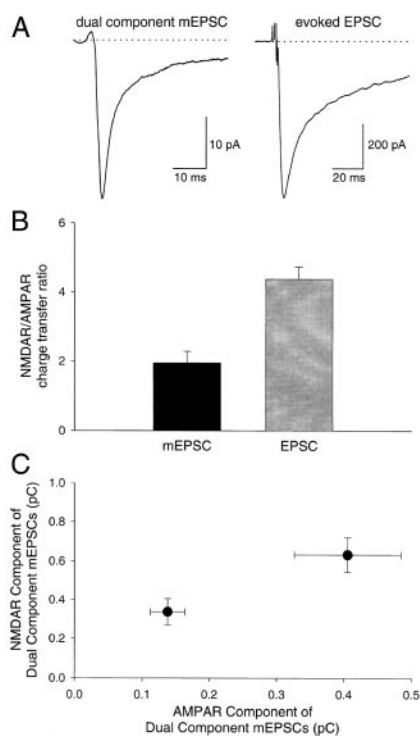 A
dual component mEPSC
evoked EPSC
10 pA
10 ms
200 pA
20 ms
B
NMDAR/AMPAR
charge transfer ratio
6
4
2
0
mEPSC
EPSC
C
NMDAR Component of
Dual Component mEPSCs (pC)
1.0
0.8
0.6
0.4
0.2
0.0
0.0 0.1 0.2 0.3 0.4 0.5
AMPAR Component of
Dual Component mEPSCs (pC)